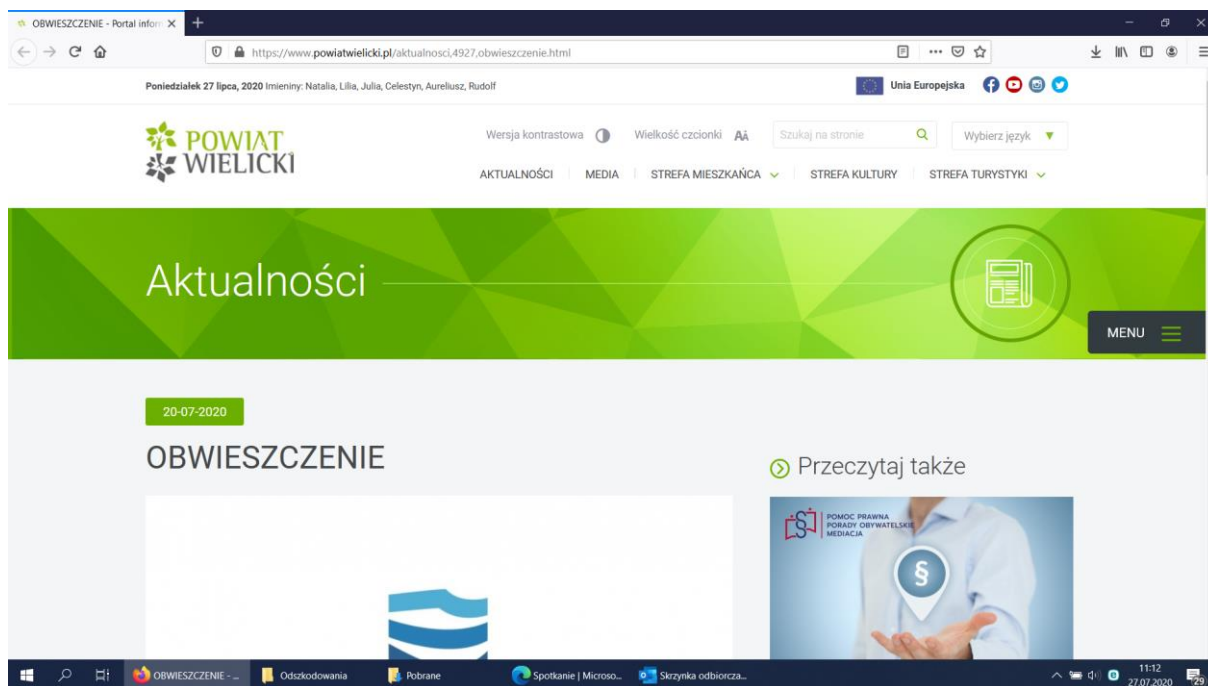 OBWIESZCZENIE - Portal inform
https://www.powiatwielicki.pl/aktualnosci,4927,obwieszczenie.html
Poniedziałek 27 lipca, 2020 Imieniny: Natalia, Lilia, Julia, Celestyn, Aureliusz, Rudolf
Unia Europejska
POWIAT
WIELICKI
Wersja kontrastowa
Wielkość czcionki AA
Szukaj na stronie
Wybierz język
AKTUALNOŚCI
MEDIA
STREFA MIESZKAŃCA
STREFA KULTURY
STREFA TURYSTYKI
Aktualności
MENU
20-07-2020
OBWIESZCZENIE
Przeczytaj także
POMOC PRAWNA
PORADY OBYWATELSKIE
MEDIACJA
§
OBWIESZCZENIE - ...
Odszkodowania
Pobrane
Spotkanie | Microso...
Skrzynka odbiorcza...
11:12
27.07.2020
29